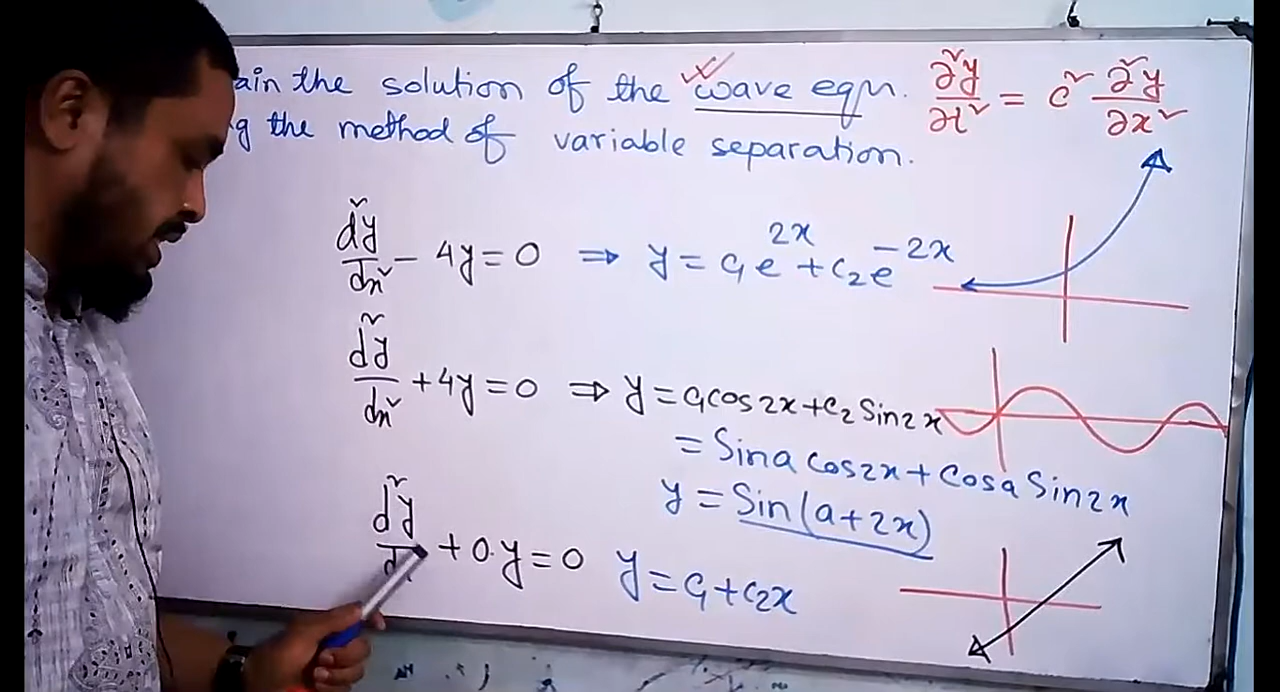 ain the solution of the wave eqn. ∂²y/∂t² = c² ∂²y/∂x²
g the method of variable separation.
d²y/dx² - 4y = 0 ⇒ y = c₁e^2x + c₂e^-2x
d²y/dx² + 4y = 0 ⇒ y = c₁cos2x + c₂ Sin2x
= Sina cos2x + Cosa Sin2x
y = Sin(a+2x)
d²y + 0.y = 0 y = c₁ + c₂x